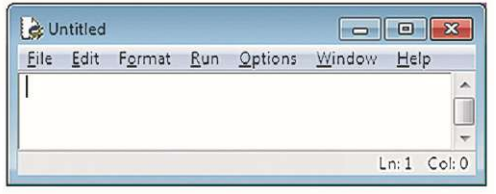 Untitled
File Edit Format Run Options Window Help
Ln: 1 Col: 0